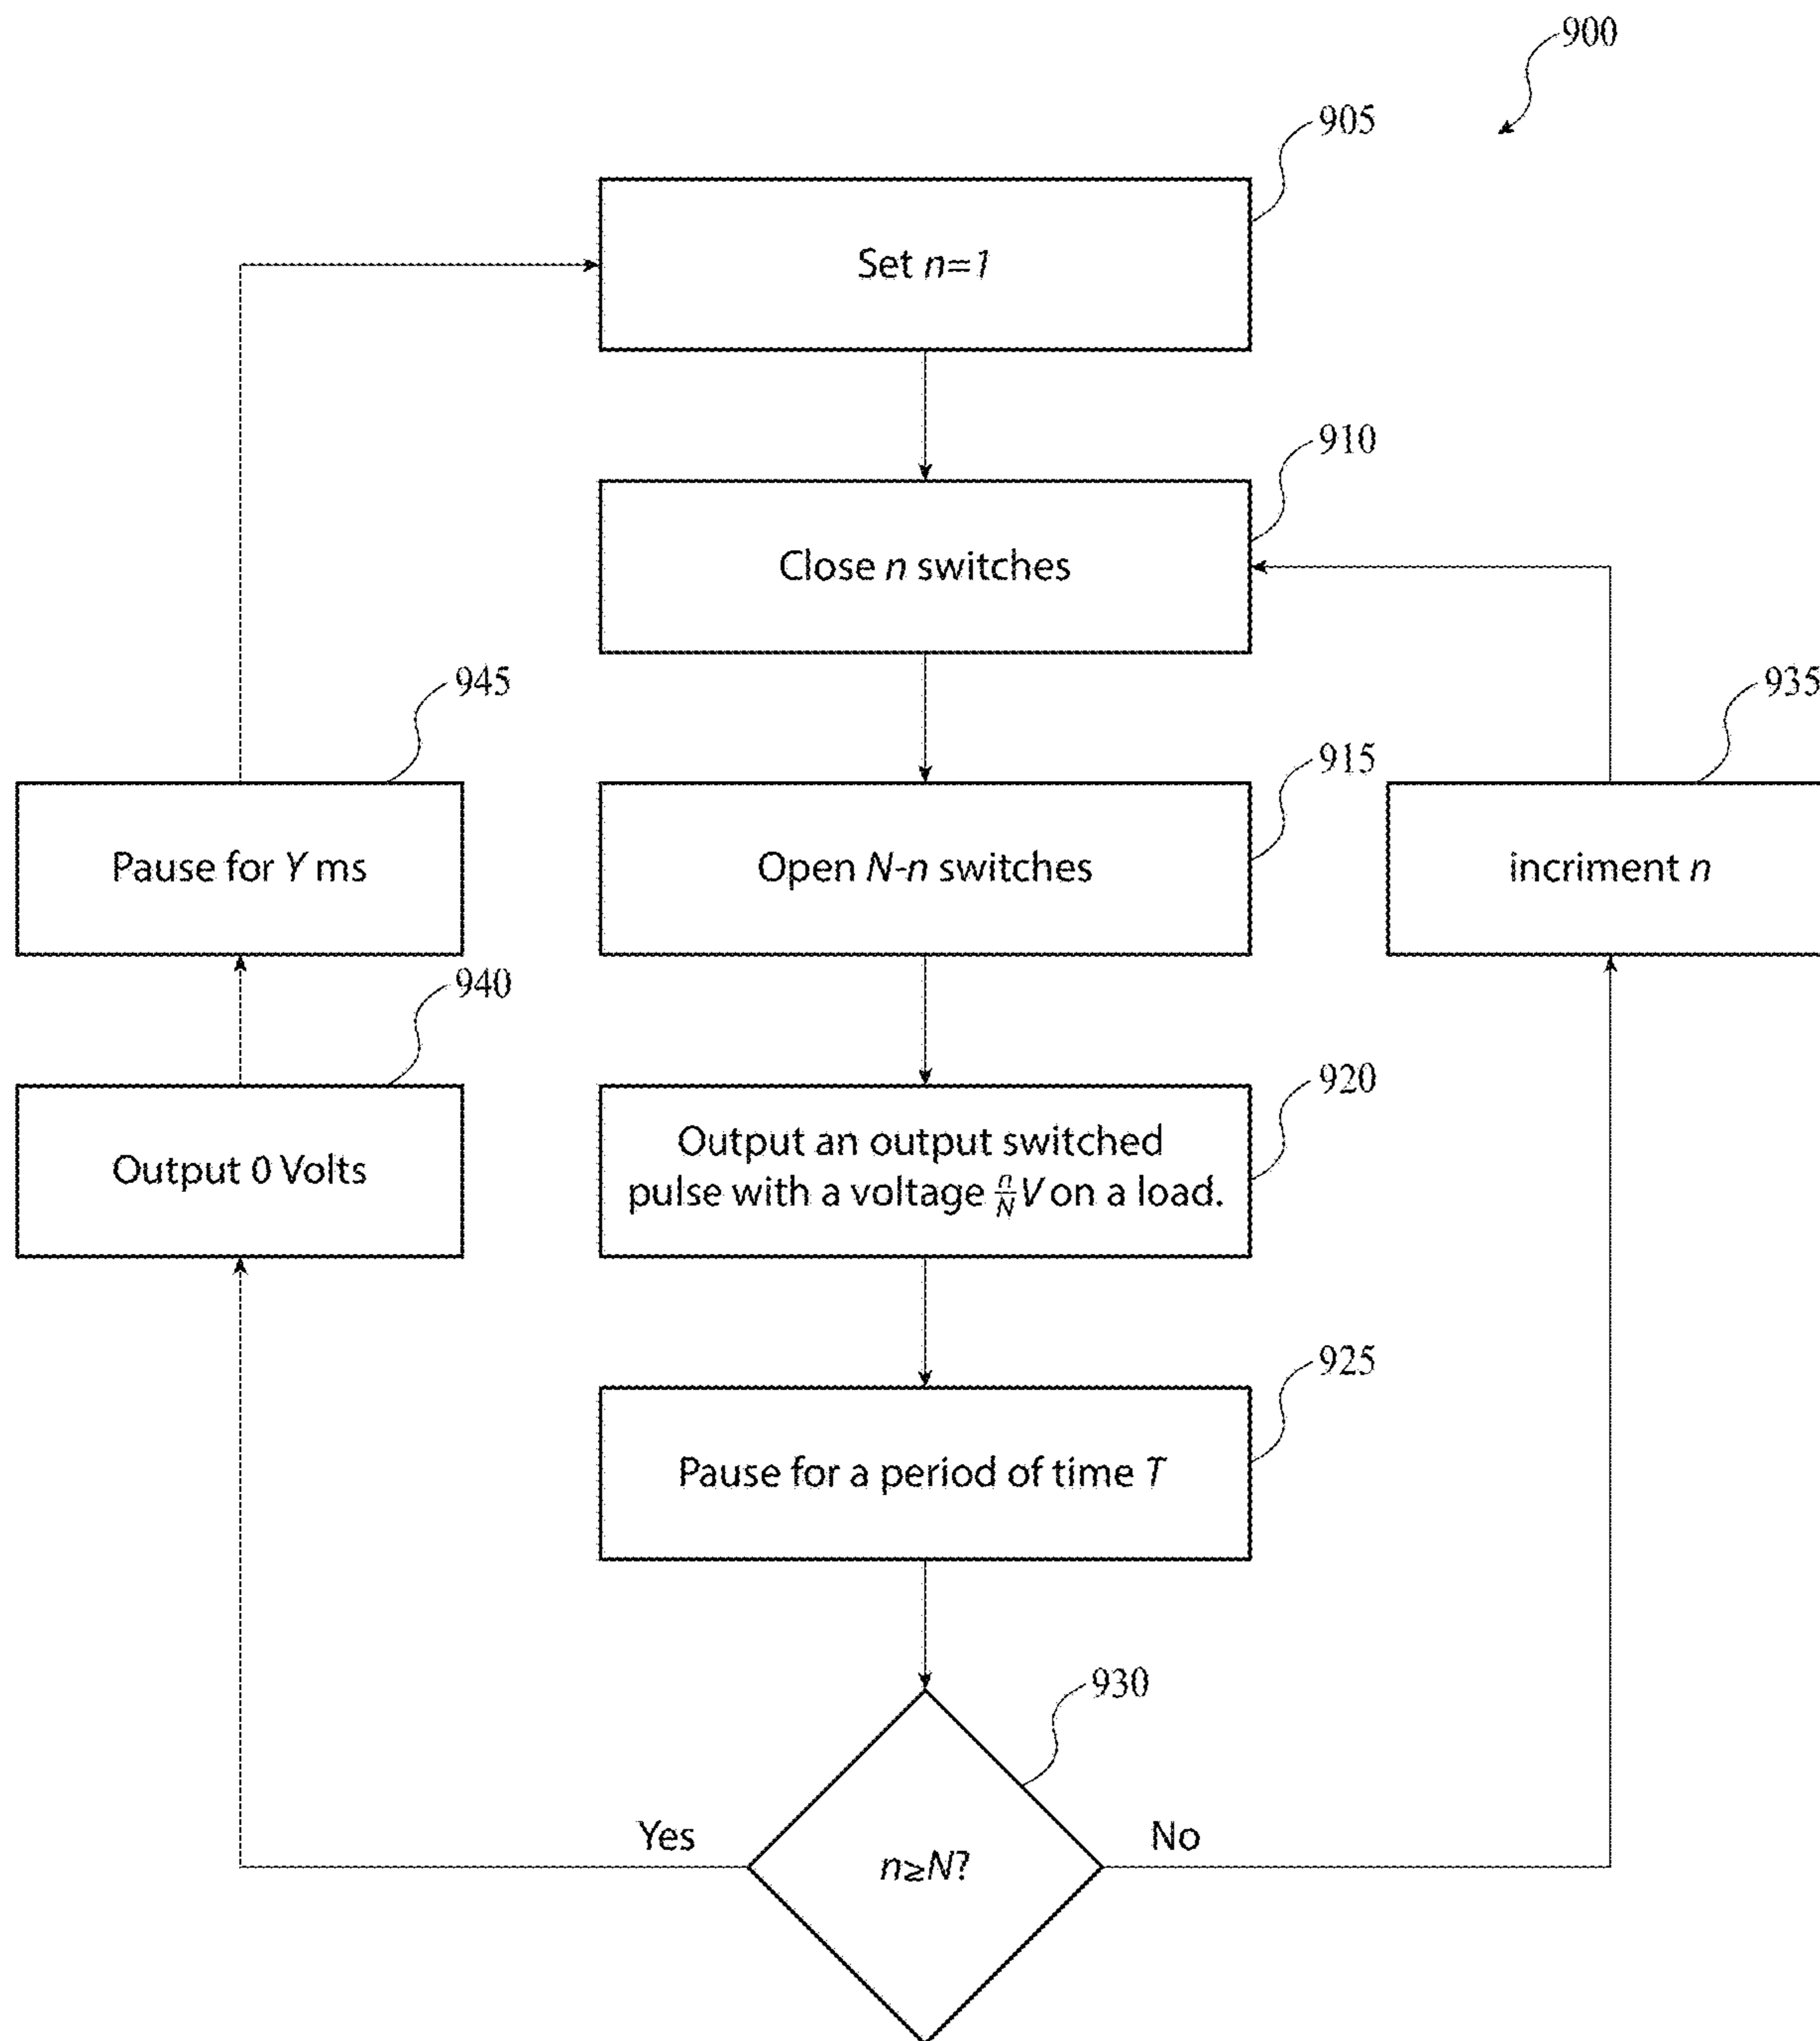 900
905
Set n=1
910
Close n switches
945
935
915
Pause for Y ms
Open N-n switches
incriment n
940
920
Output 0 Volts
Output an output switched
pulse with a voltage n/N V on a load.
925
Pause for a period of time T
930
Yes
No
n≥N?